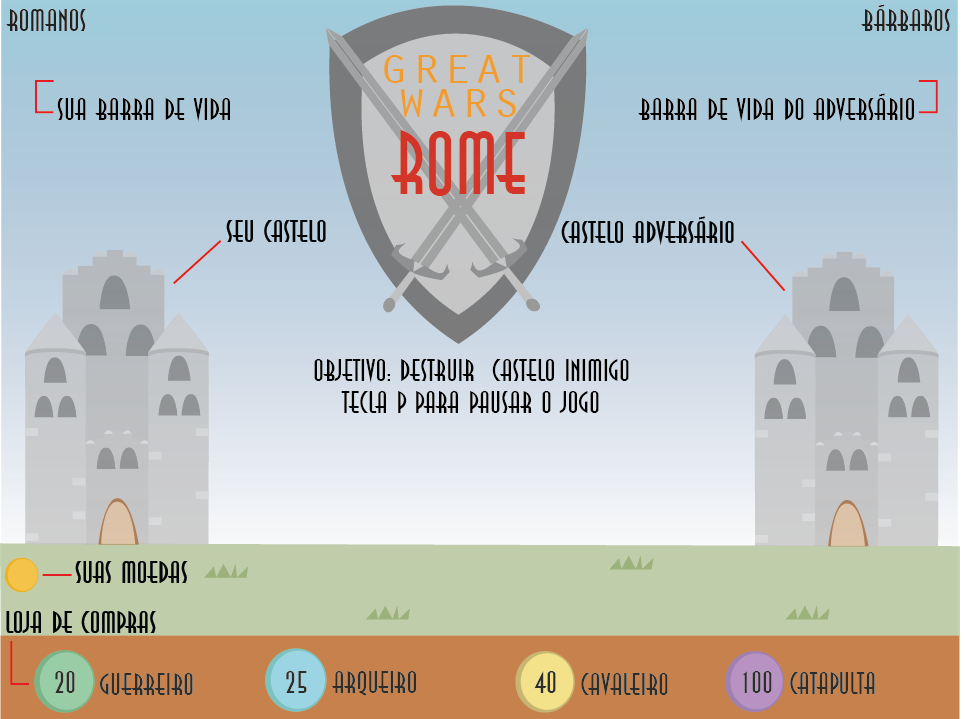 ROMANOS
BÁRBAROS
GREAT
WARS
ROME
SUA BARRA DE VIDA
BARRA DE VIDA DO ADVERSÁRIO
SEU CASTELO
CASTELO ADVERSÁRIO
OBJETIVO: DESTRUIR CASTELO INIMIGO
TECLA P PARA PAUSAR O JOGO
SUAS MOEDAS
LOJA DE COMPRAS
20 GUERREIRO
25 ARQUEIRO
40 CAVALEIRO
100 CATAPULTA